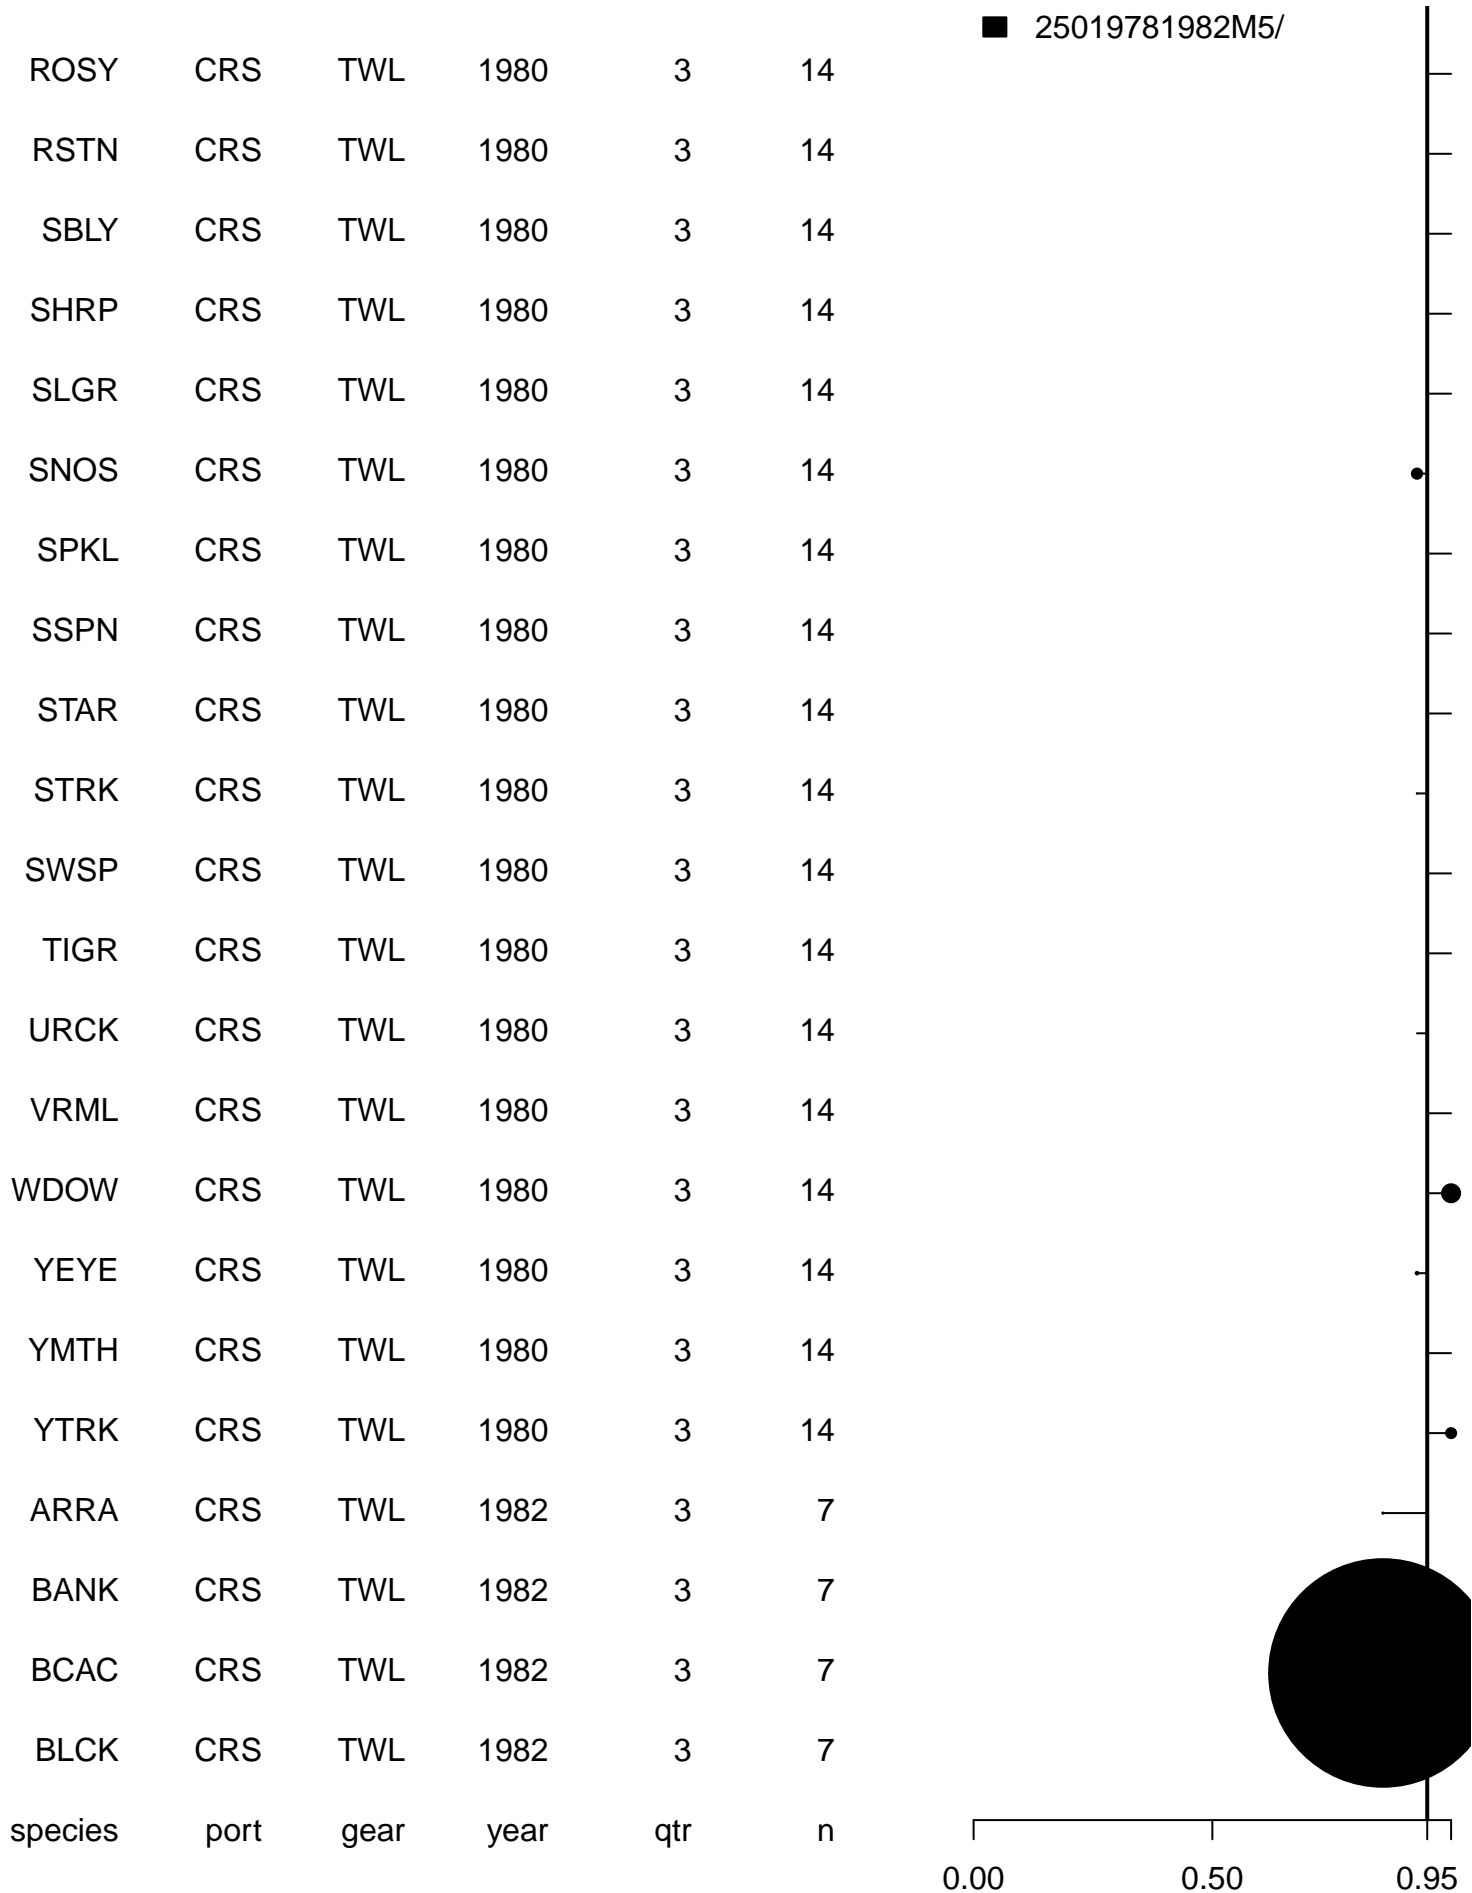 25019781982M5/
ROSY CRS TWL 1980 3 14
RSTN CRS TWL 1980 3 14
SBLY CRS TWL 1980 3 14
SHRP CRS TWL 1980 3 14
SLGR CRS TWL 1980 3 14
SNOS CRS TWL 1980 3 14
SPKL CRS TWL 1980 3 14
SSPN CRS TWL 1980 3 14
STAR CRS TWL 1980 3 14
STRK CRS TWL 1980 3 14
SWSP CRS TWL 1980 3 14
TIGR CRS TWL 1980 3 14
URCK CRS TWL 1980 3 14
VRML CRS TWL 1980 3 14
WDOW CRS TWL 1980 3 14
YEYE CRS TWL 1980 3 14
YMTH CRS TWL 1980 3 14
YTRK CRS TWL 1980 3 14
ARRA CRS TWL 1982 3 7
BANK CRS TWL 1982 3 7
BCAC CRS TWL 1982 3 7
BLCK CRS TWL 1982 3 7
species port gear year qtr n
0.00 0.50 0.95